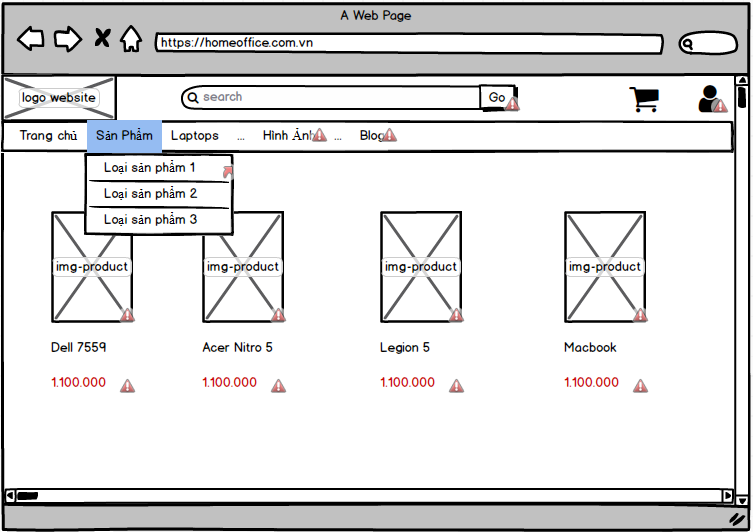 A Web Page
https://homeoffice.com.vn
logo website
search
Go
Trang chủ Sản Phẩm Laptops ... Hình Ảnh ... Blog
Loại sản phẩm 1
Loại sản phẩm 2
Loại sản phẩm 3
img-product img-product img-product img-product
Dell 7559 Acer Nitro 5 Legion 5 Macbook
1.100.000 1.100.000 1.100.000 1.100.000